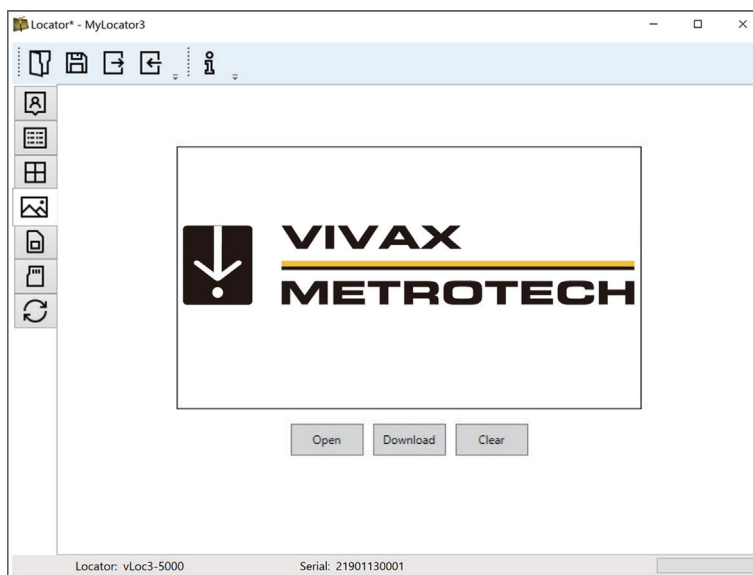 Locator* - MyLocator3
VIVAX
METROTECH
Open Download Clear
Locator: vLoc3-5000 Serial: 21901130001